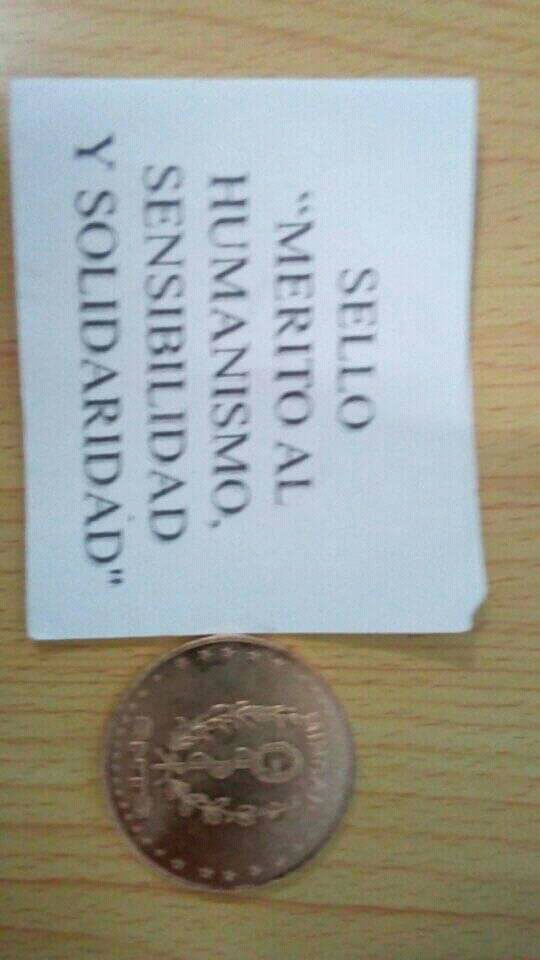 SELLO
“MERITO AL
HUMANISMO,
SENSIBILIDAD
Y SOLIDARIDAD"